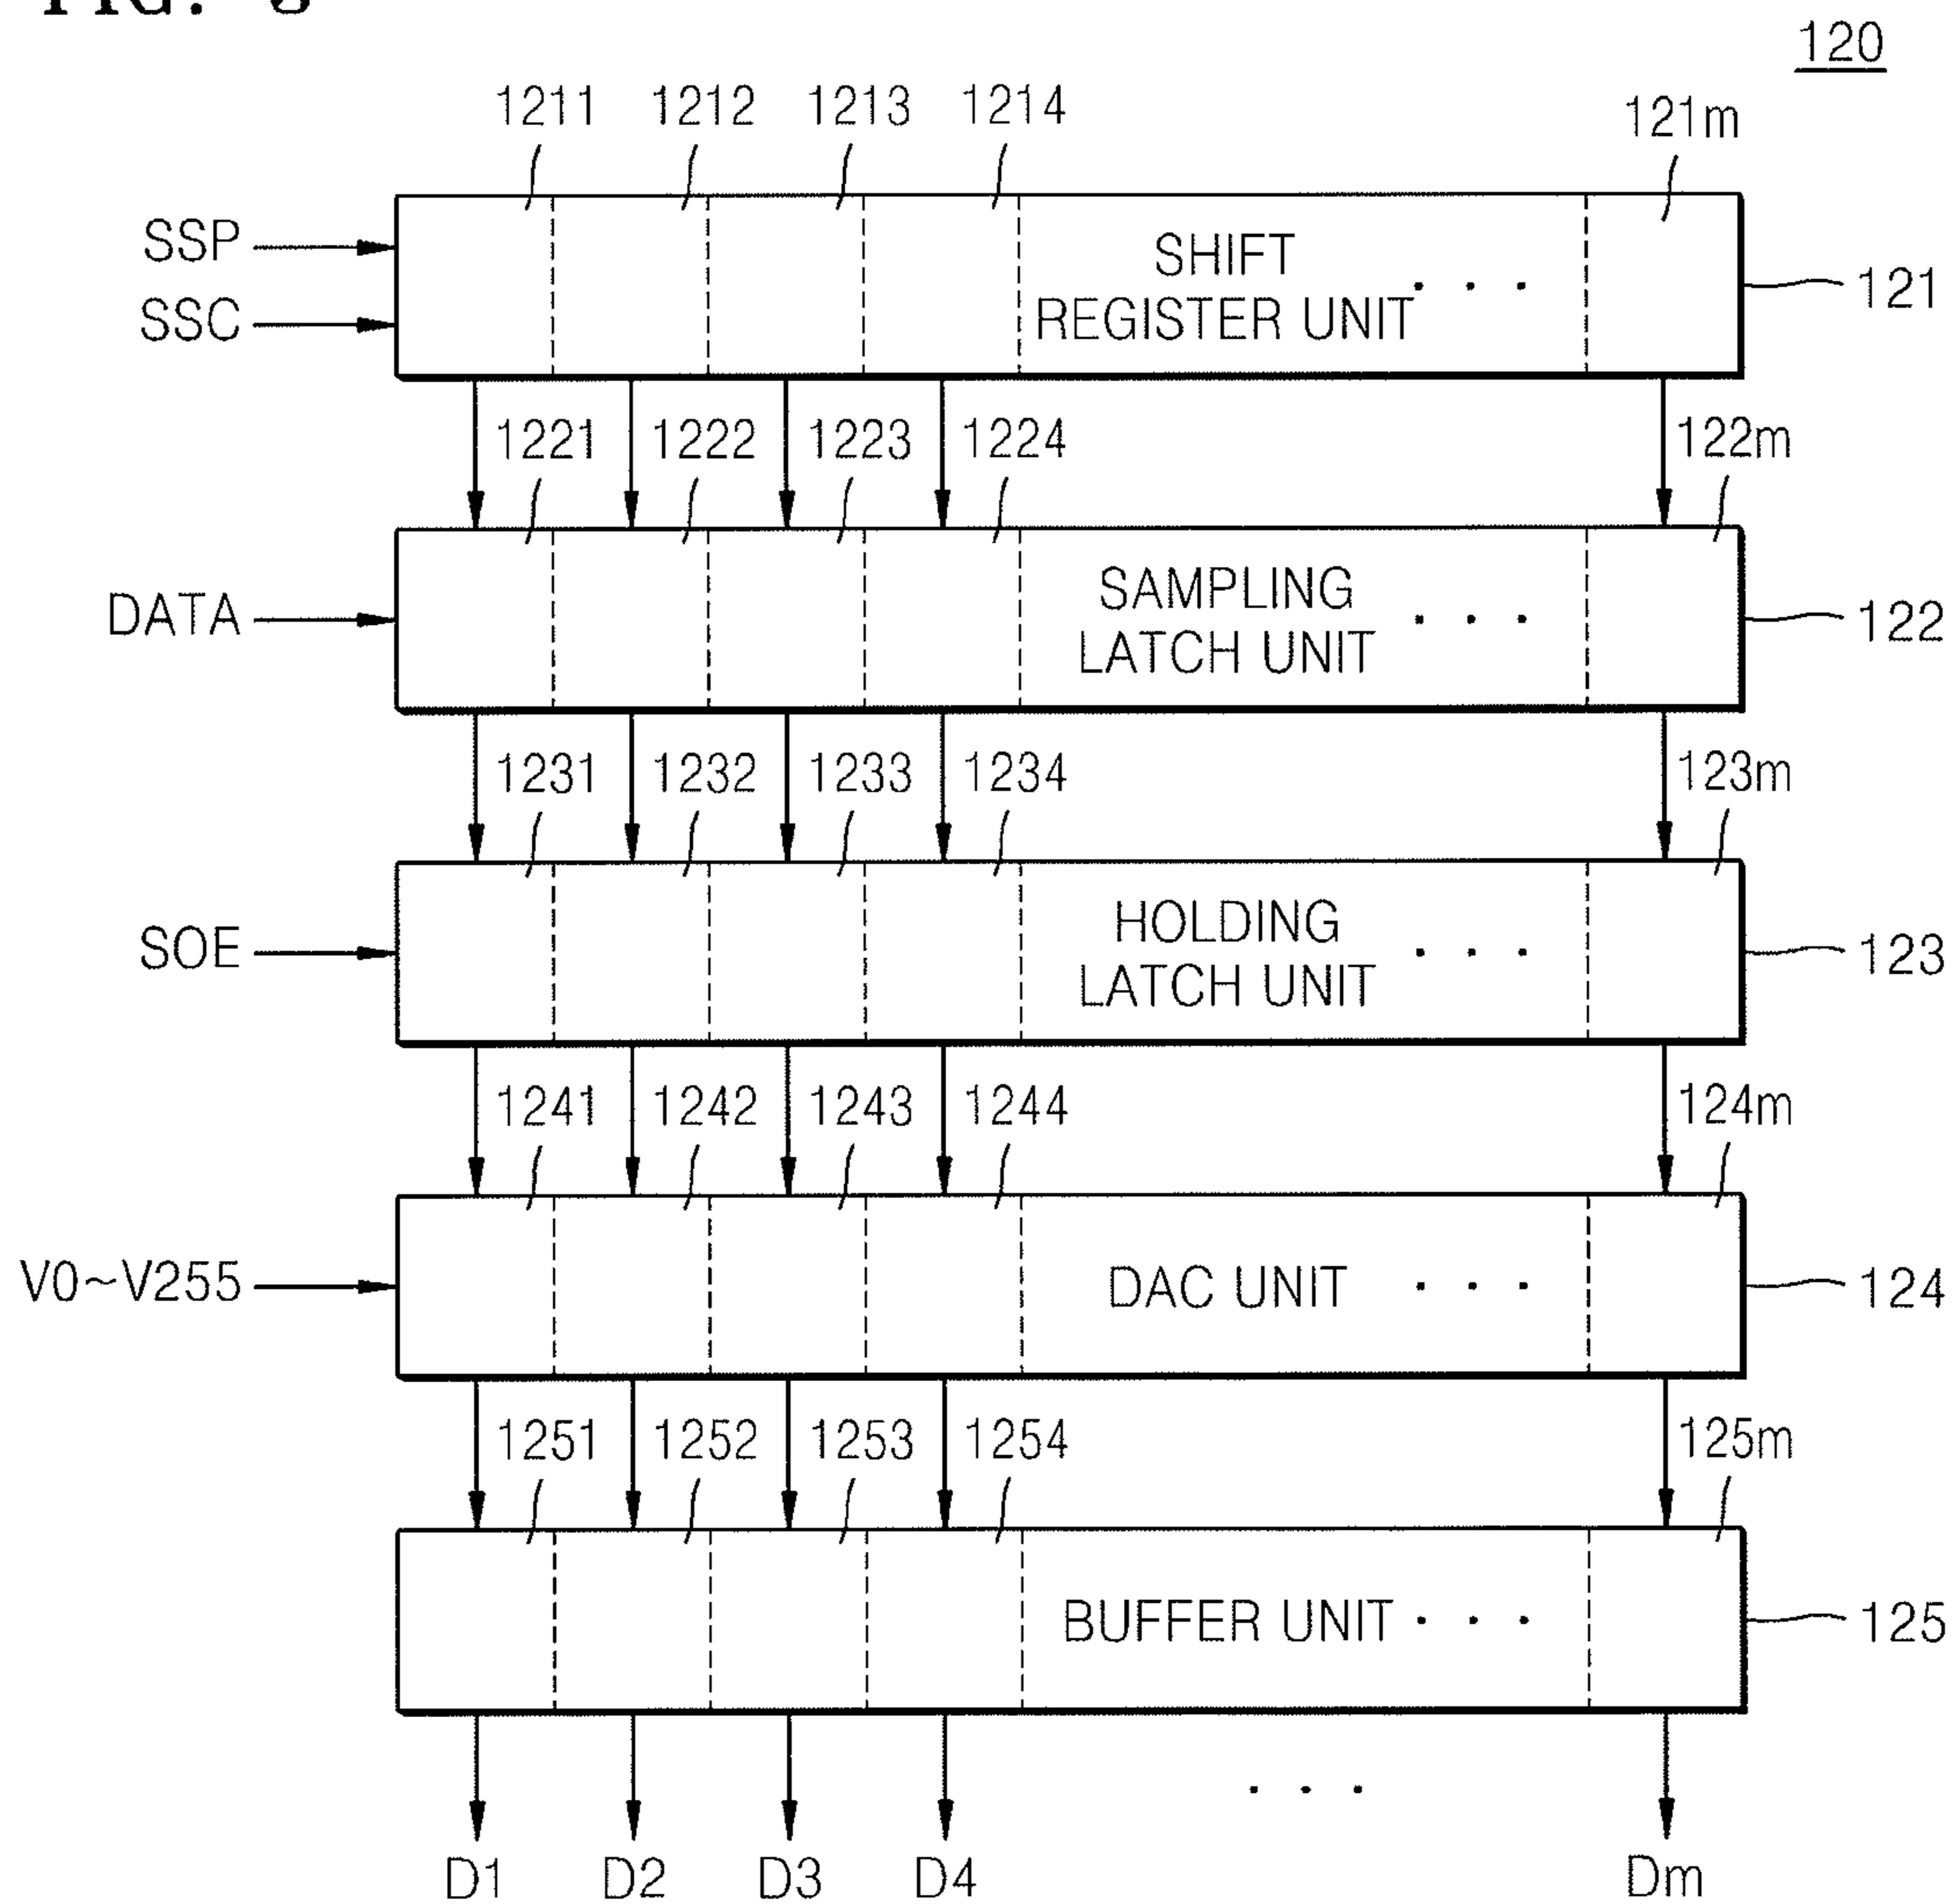 FIG.
120
1211 1212 1213 1214 121m
SSP
SSC
SHIFT
REGISTER UNIT . . .
121
1221 1222 1223 1224 122m
DATA
SAMPLING
LATCH UNIT . . .
122
1231 1232 1233 1234 123m
SOE
HOLDING
LATCH UNIT . . .
123
1241 1242 1243 1244 124m
V0~V255
DAC UNIT . . .
124
1251 1252 1253 1254 125m
BUFFER UNIT . . .
125
. . .
D1 D2 D3 D4 Dm